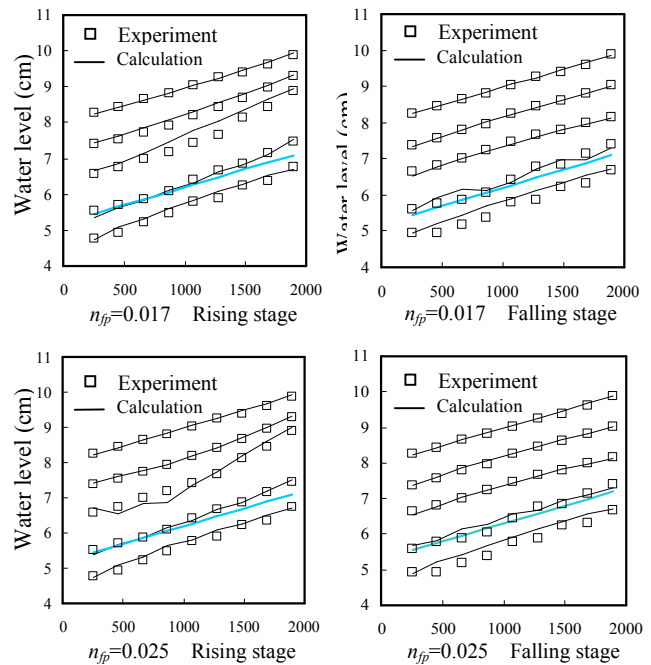 11
10
9
8
7
6
5
4
Water level (cm)
Experiment
Calculation
0 500 1000 1500 2000
nfp=0.017 Rising stage
11
10
9
8
7
6
5
4
Water level (cm)
Experiment
Calculation
0 500 1000 1500 2000
nfp=0.017 Falling stage
11
10
9
8
7
6
5
4
Water level (cm)
Experiment
Calculation
0 500 1000 1500 2000
nfp=0.025 Rising stage
11
10
9
8
7
6
5
4
Experiment
Calculation
0 500 1000 1500 2000
nfp=0.025 Falling stage